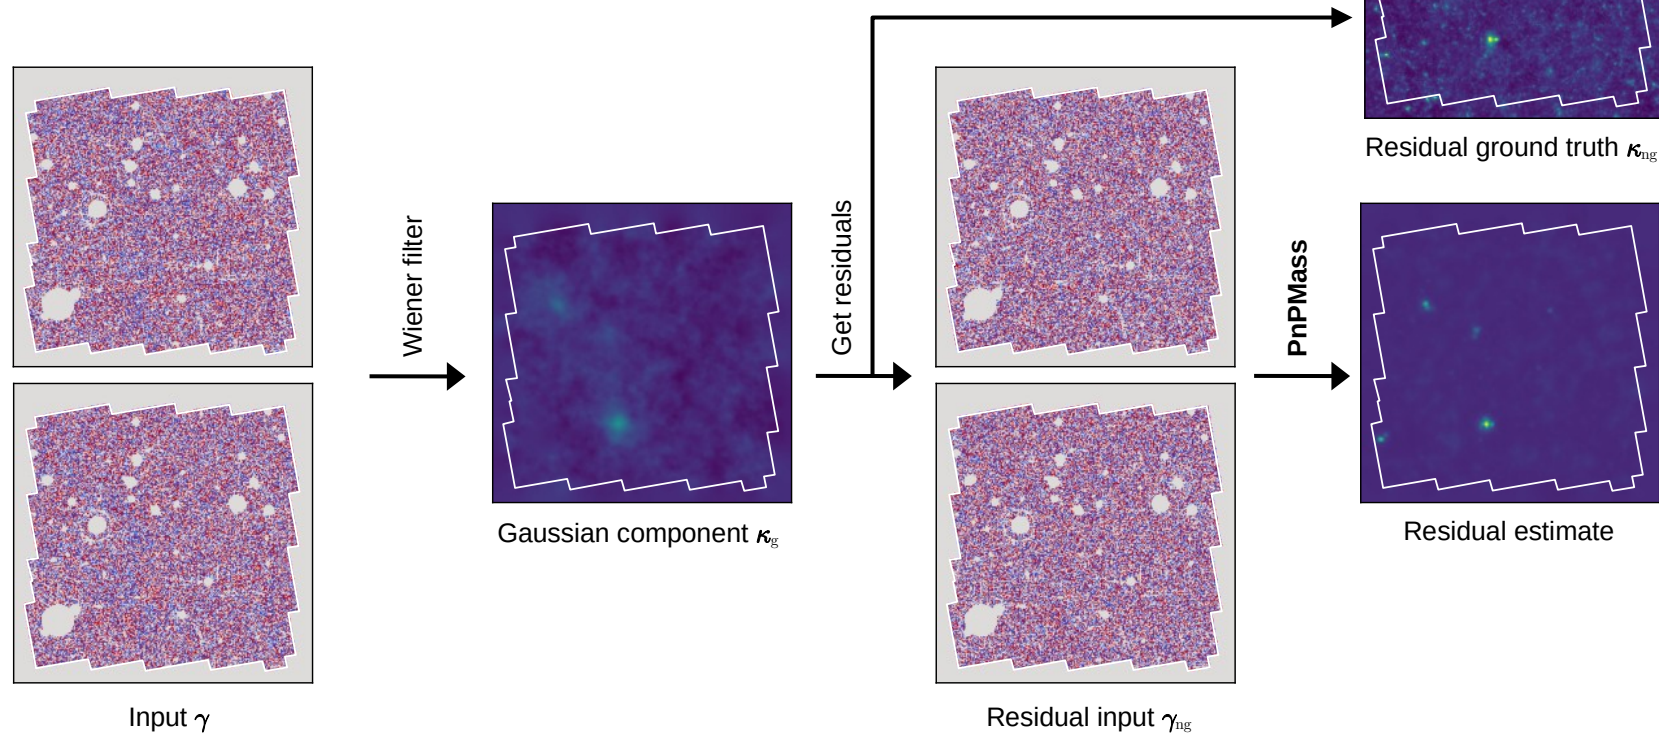 Residual ground truth κng
Wiener filter
Get residuals
PnPMass
Gaussian component κg
Residual estimate
Input γ
Residual input γng